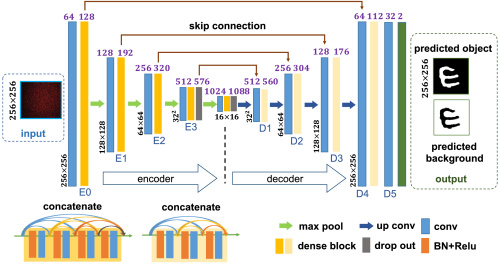 64 128
skip connection
64 112 32 2
128 192
128 176
256 320
256 304
512 576
512 560
1024 1088
16×16
predicted object
256×256
predicted background
output
256×256
input
256×256
E0
128×128
E1
64×64
E2
32²
E3
32²
D1
64×64
D2
128×128
D3
256×256
D4
D5
encoder
decoder
concatenate
concatenate
max pool
up conv
conv
dense block
drop out
BN+Relu